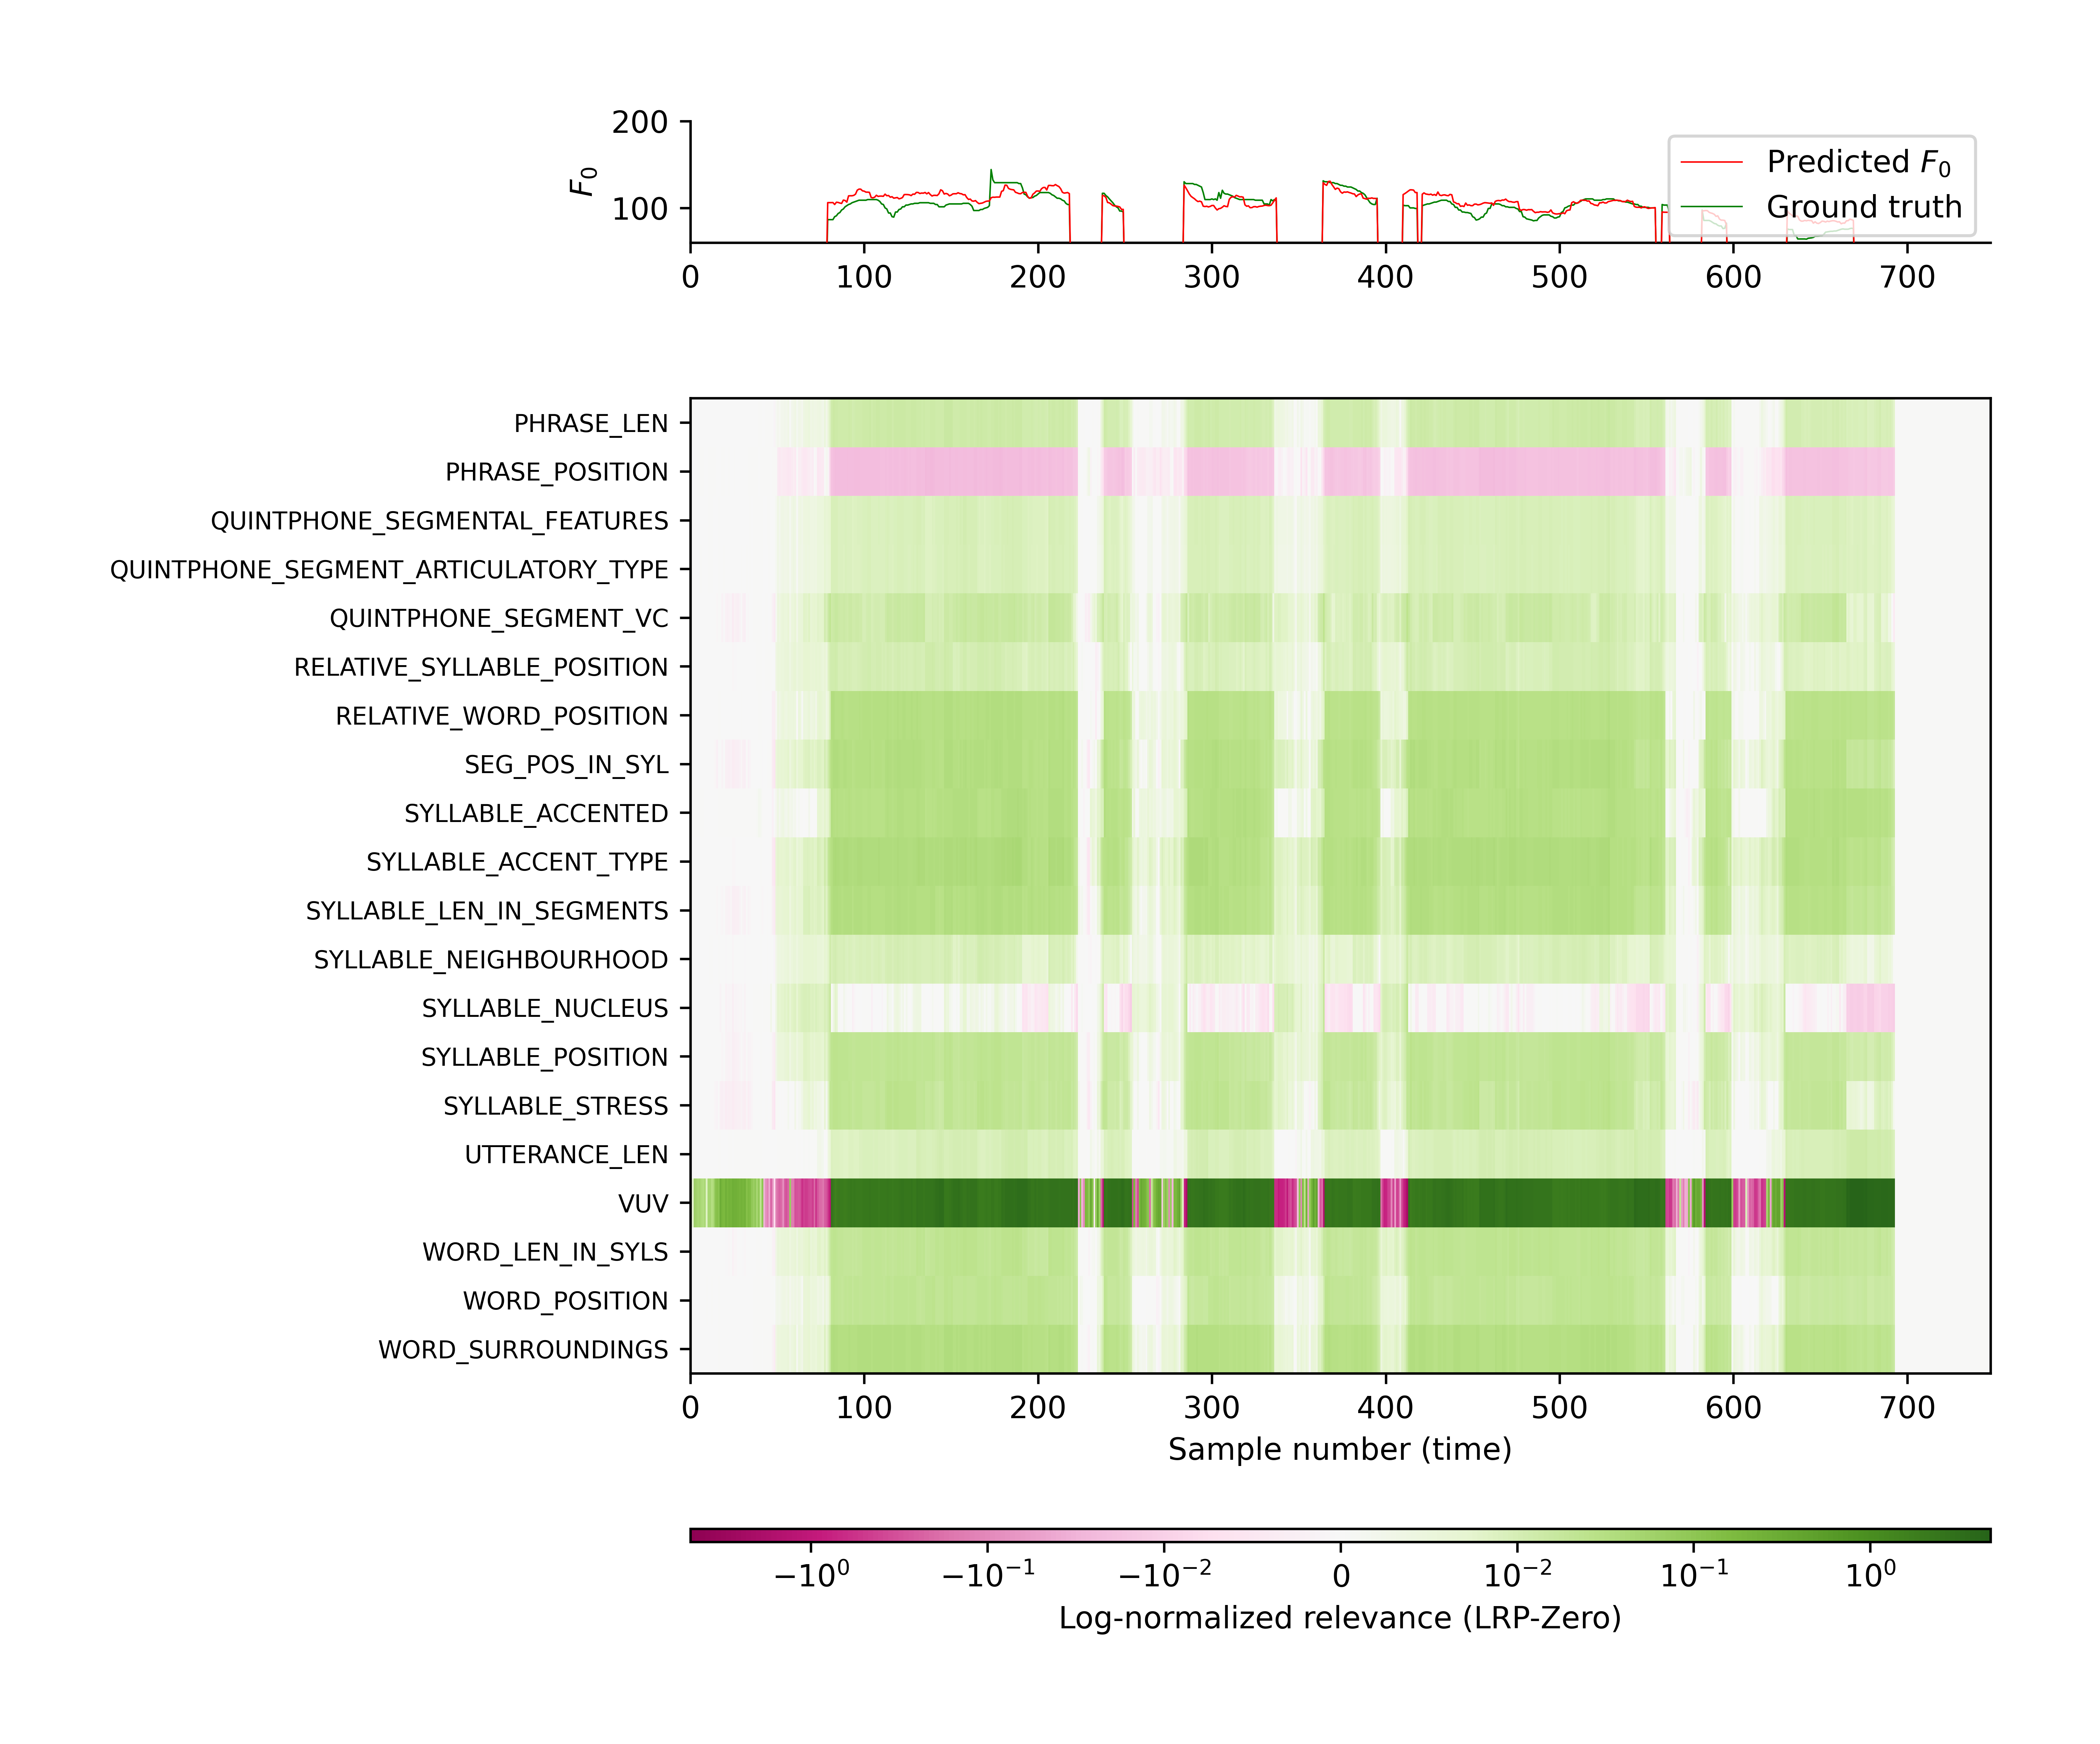 200
100
F₀
Predicted F₀
Ground truth
0 100 200 300 400 500 600 700
PHRASE_LEN
PHRASE_POSITION
QUINTPHONE_SEGMENTAL_FEATURES
QUINTPHONE_SEGMENT_ARTICULATORY_TYPE
QUINTPHONE_SEGMENT_VC
RELATIVE_SYLLABLE_POSITION
RELATIVE_WORD_POSITION
SEG_POS_IN_SYL
SYLLABLE_ACCENTED
SYLLABLE_ACCENT_TYPE
SYLLABLE_LEN_IN_SEGMENTS
SYLLABLE_NEIGHBOURHOOD
SYLLABLE_NUCLEUS
SYLLABLE_POSITION
SYLLABLE_STRESS
UTTERANCE_LEN
VUV
WORD_LEN_IN_SYLS
WORD_POSITION
WORD_SURROUNDINGS
0 100 200 300 400 500 600 700
Sample number (time)
−10⁰ −10⁻¹ −10⁻² 0 10⁻² 10⁻¹ 10⁰
Log-normalized relevance (LRP-Zero)